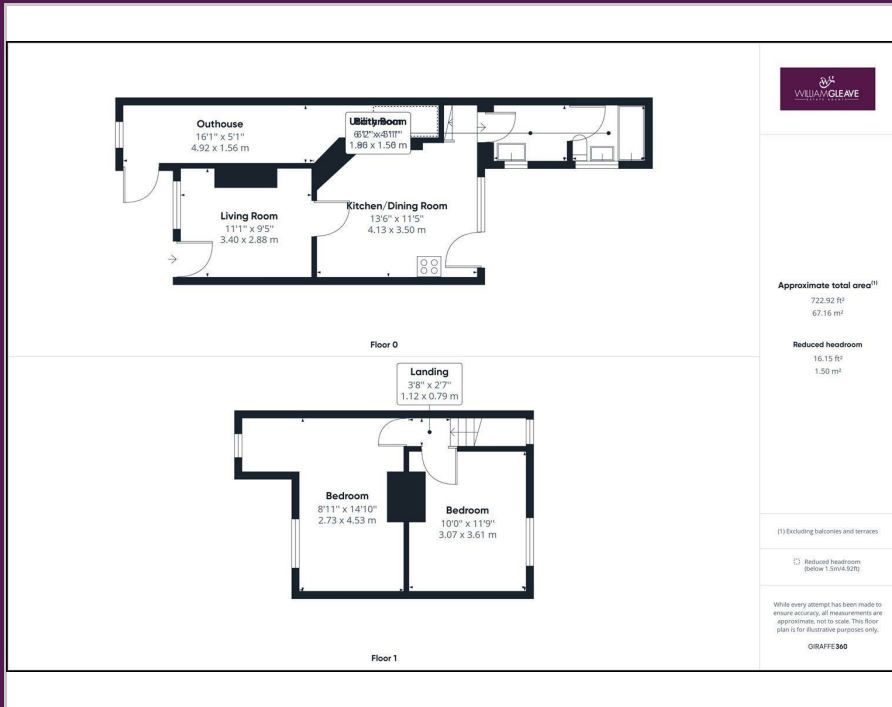 Outhouse
16'1" x 5'1"
4.92 x 1.56 m
Living Room
11'1" x 9'5"
3.40 x 2.88 m
Kitchen/Dining Room
13'6" x 11'5"
4.13 x 3.50 m
Floor 0
Landing
3'8" x 2'7"
1.12 x 0.79 m
Bedroom
8'11" x 14'10"
2.73 x 4.53 m
Bedroom
10'0" x 11'9"
3.07 x 3.61 m
Floor 1
WILLIAMGLEAVE
ESTATE AGENTS
Approximate total area(1)
722.92 ft²
67.16 m²
Reduced headroom
16.15 ft²
1.50 m²
(1) Excluding balconies and terraces
Reduced headroom
(below 1.5m/4.92ft)
While every attempt has been made to
ensure accuracy, all measurements are
approximate, not to scale. This floor
plan is for illustrative purposes only.
GIRAFFE360